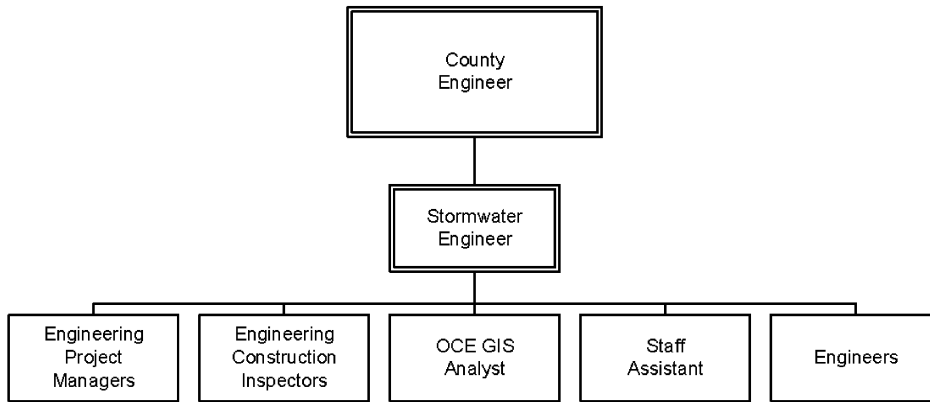 County
Engineer
Stormwater
Engineer
Engineering
Project
Managers
Engineering
Construction
Inspectors
OCE GIS
Analyst
Staff
Assistant
Engineers